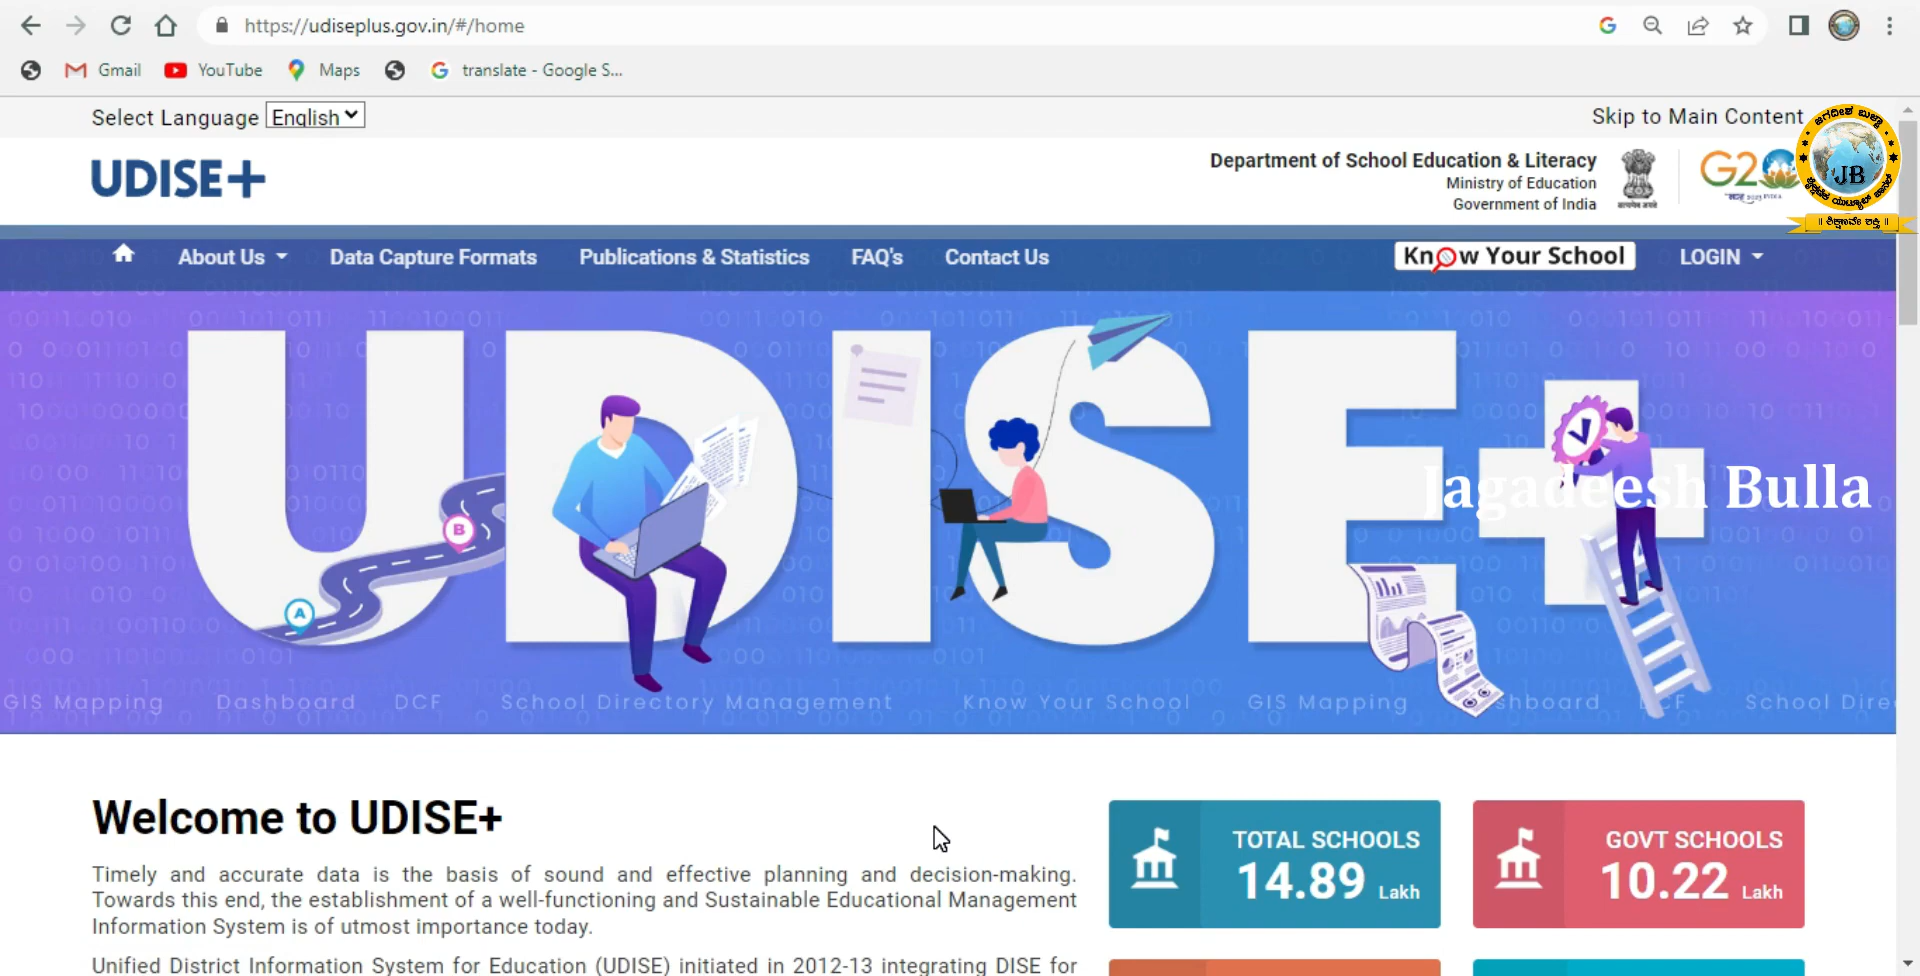 https://udiseplus.gov.in/#/home
Gmail
YouTube
Maps
translate - Google S...
Select Language English
Skip to Main Content
UDISE+
Department of School Education & Literacy
Ministry of Education
Government of India
G20
JB
About Us
Data Capture Formats
Publications & Statistics
FAQ's
Contact Us
Know Your School
LOGIN
UDISE+
A
B
Jagadeesh Bulla
GIS Mapping
Dashboard
DCF
School Directory Management
Know Your School
GIS Mapping
School Dire
Welcome to UDISE+
Timely and accurate data is the basis of sound and effective planning and decision-making.
Towards this end, the establishment of a well-functioning and Sustainable Educational Management
Information System is of utmost importance today.
Unified District Information System for Education (UDISE) initiated in 2012-13 integrating DISE for
TOTAL SCHOOLS
14.89 Lakh
GOVT SCHOOLS
10.22 Lakh